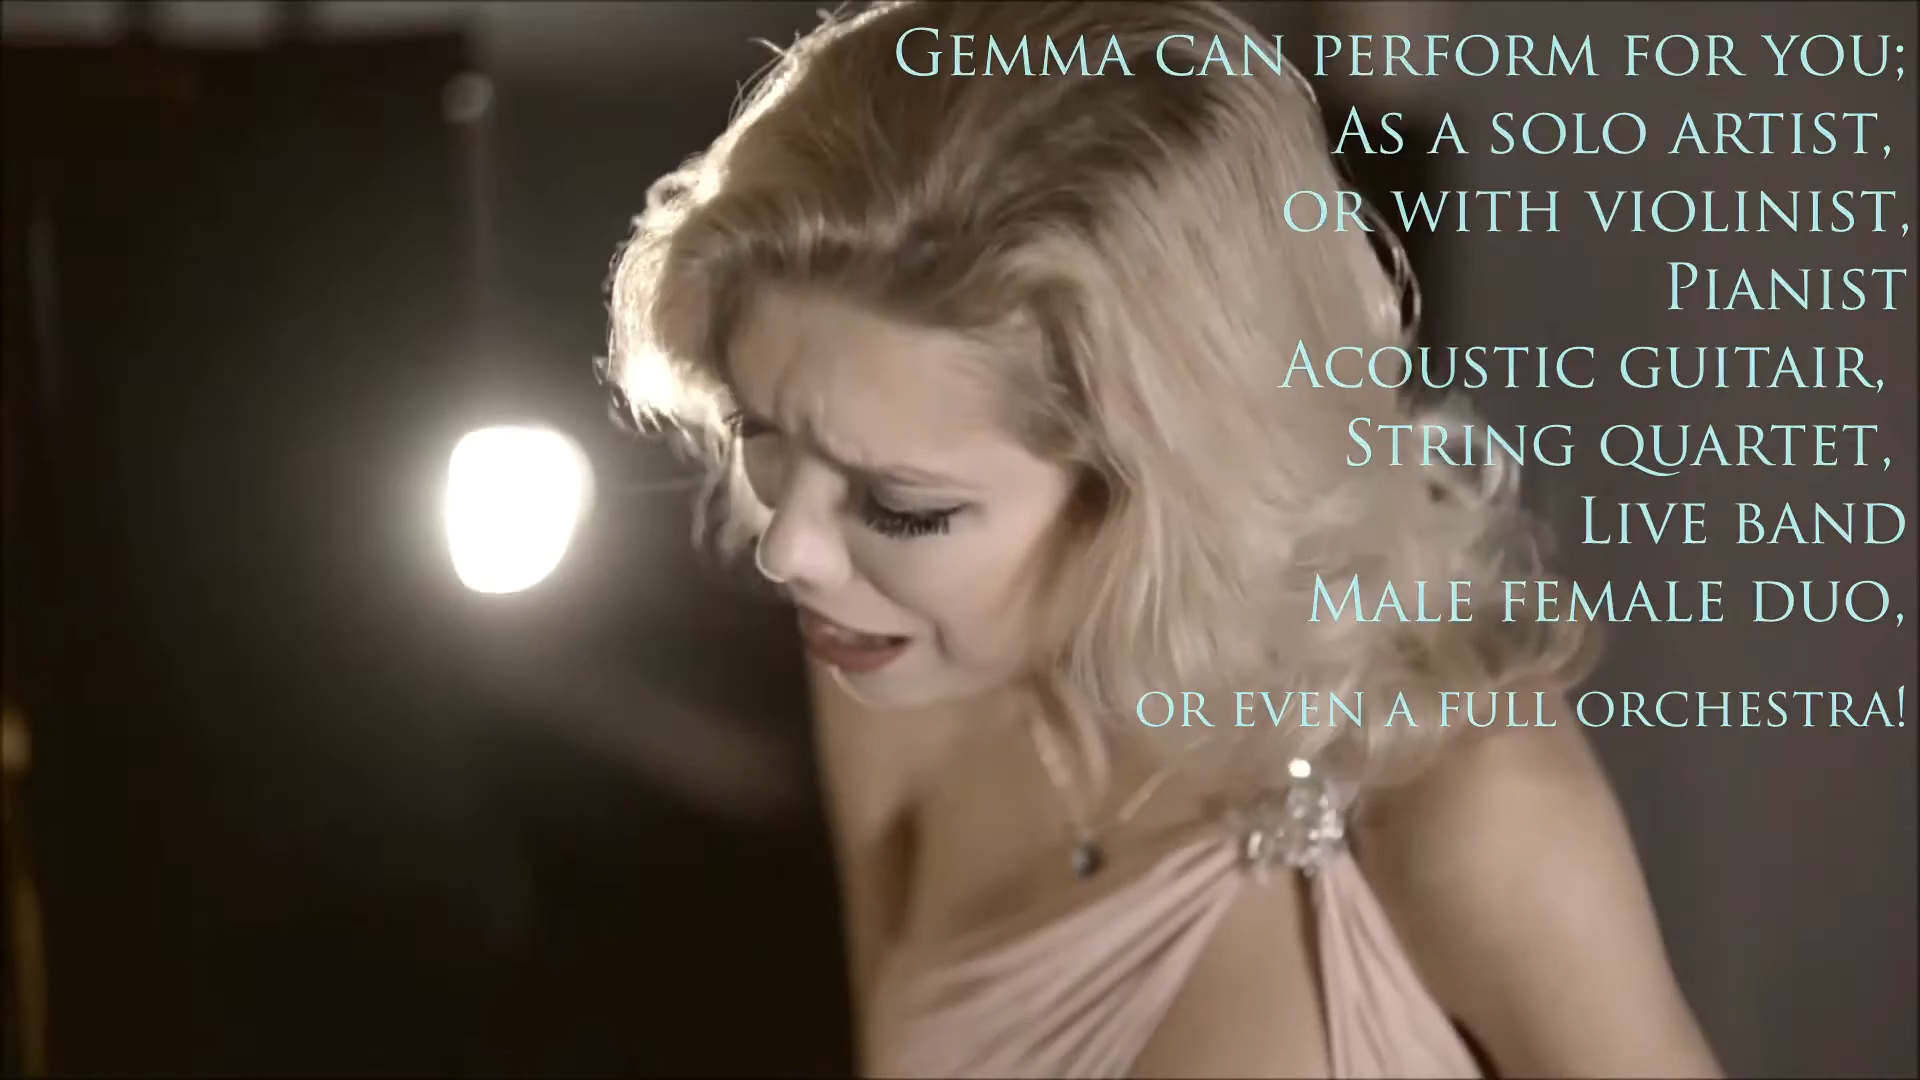 Gemma can perform for you;
As a solo artist,
or with violinist,
Pianist
Acoustic guitair,
String quartet,
Live band
Male female duo,
or even a full orchestra!